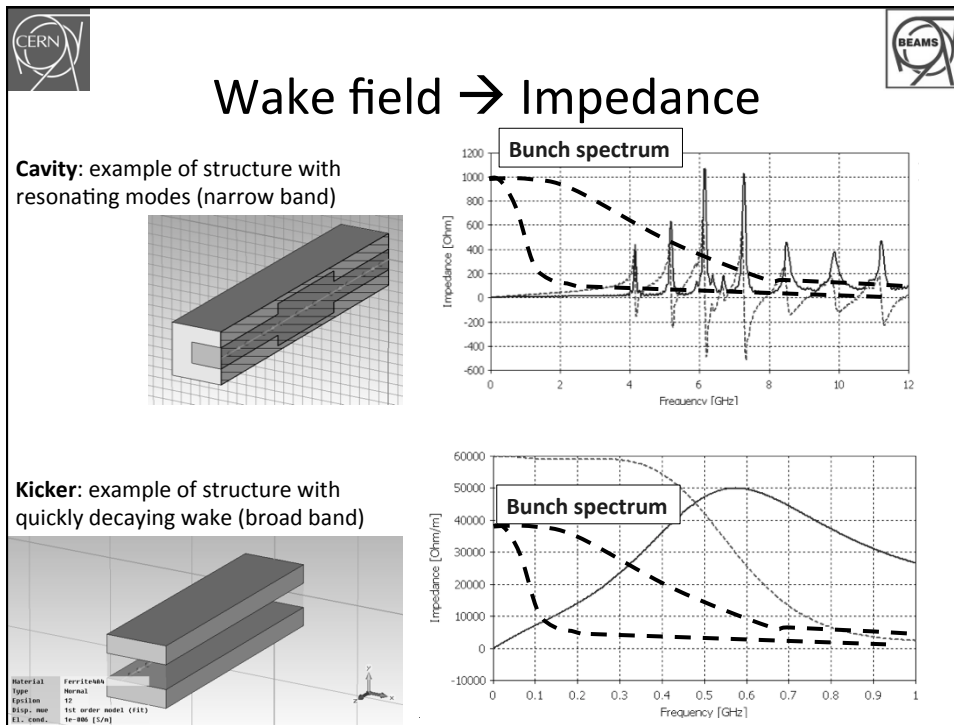 CERN
BEAMS
Wake field → Impedance
Cavity: example of structure with
resonating modes (narrow band)
Bunch spectrum
1200
1000
800
600
400
200
0
-200
-400
-600
Impedance [Ohm]
0 2 4 6 8 10 12
Frequency [GHz]
Kicker: example of structure with
quickly decaying wake (broad band)
Material Ferrite4A4
Type Normal
Epsilon 12
Disp. mue 1st order model (fit)
El. cond. 1e-006 [S/m]
y
x
z
Bunch spectrum
60000
50000
40000
30000
20000
10000
0
-10000
Impedance [Ohm/m]
0 0.1 0.2 0.3 0.4 0.5 0.6 0.7 0.8 0.9 1
Frequency [GHz]